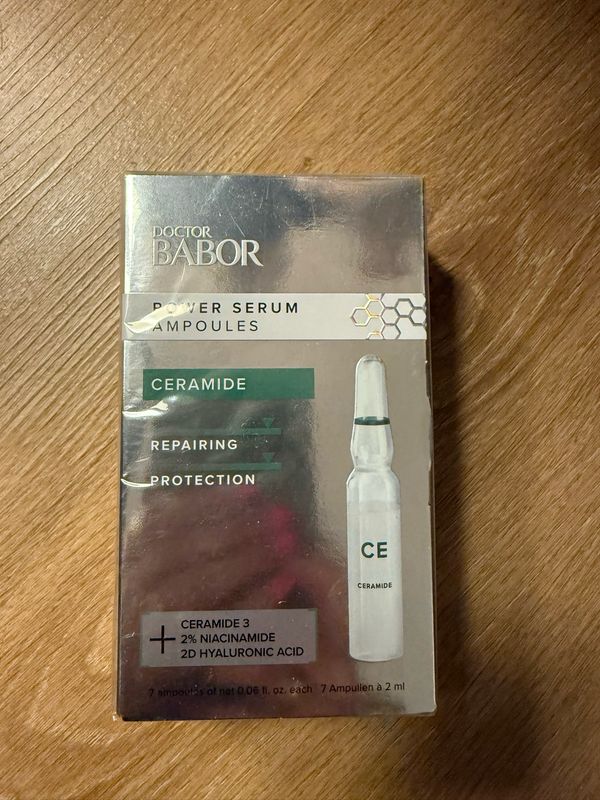 DOCTOR
BABOR
POWER SERUM
AMPOULES
CERAMIDE
REPAIRING
PROTECTION
CE
CERAMIDE
+ CERAMIDE 3
2% NIACINAMIDE
2D HYALURONIC ACID
7 ampoules of net 0.06 fl. oz. each 7 Ampullen à 2 ml